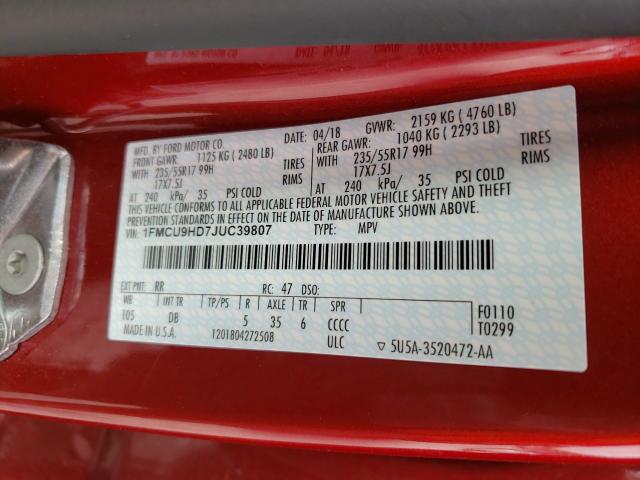 MFD. BY FORD MOTOR CO.
DATE: 04/18 GVWR: 2159 KG ( 4760 LB)
FRONT GAWR: 1125 KG ( 2480 LB)
REAR GAWR: 1040 KG ( 2293 LB)
WITH 235/55R17 99H TIRES
WITH 235/55R17 99H TIRES
17X7.5J RIMS
17X7.5J RIMS
AT 240 kPa/ 35 PSI COLD
AT 240 kPa/ 35 PSI COLD
THIS VEHICLE CONFORMS TO ALL APPLICABLE FEDERAL MOTOR VEHICLE SAFETY AND THEFT
PREVENTION STANDARDS IN EFFECT ON THE DATE OF MANUFACTURE SHOWN ABOVE.
VIN: 1FMCU9HD7JUC39807 TYPE: MPV
EXT PNT: RR RC: 47 DSO:
WB INT TR TP/PS R AXLE TR SPR
105 DB 5 35 6 CCCC
F0110
T0299
MADE IN U.S.A. 1201804272508 ULC
▽ 5U5A-3520472-AA